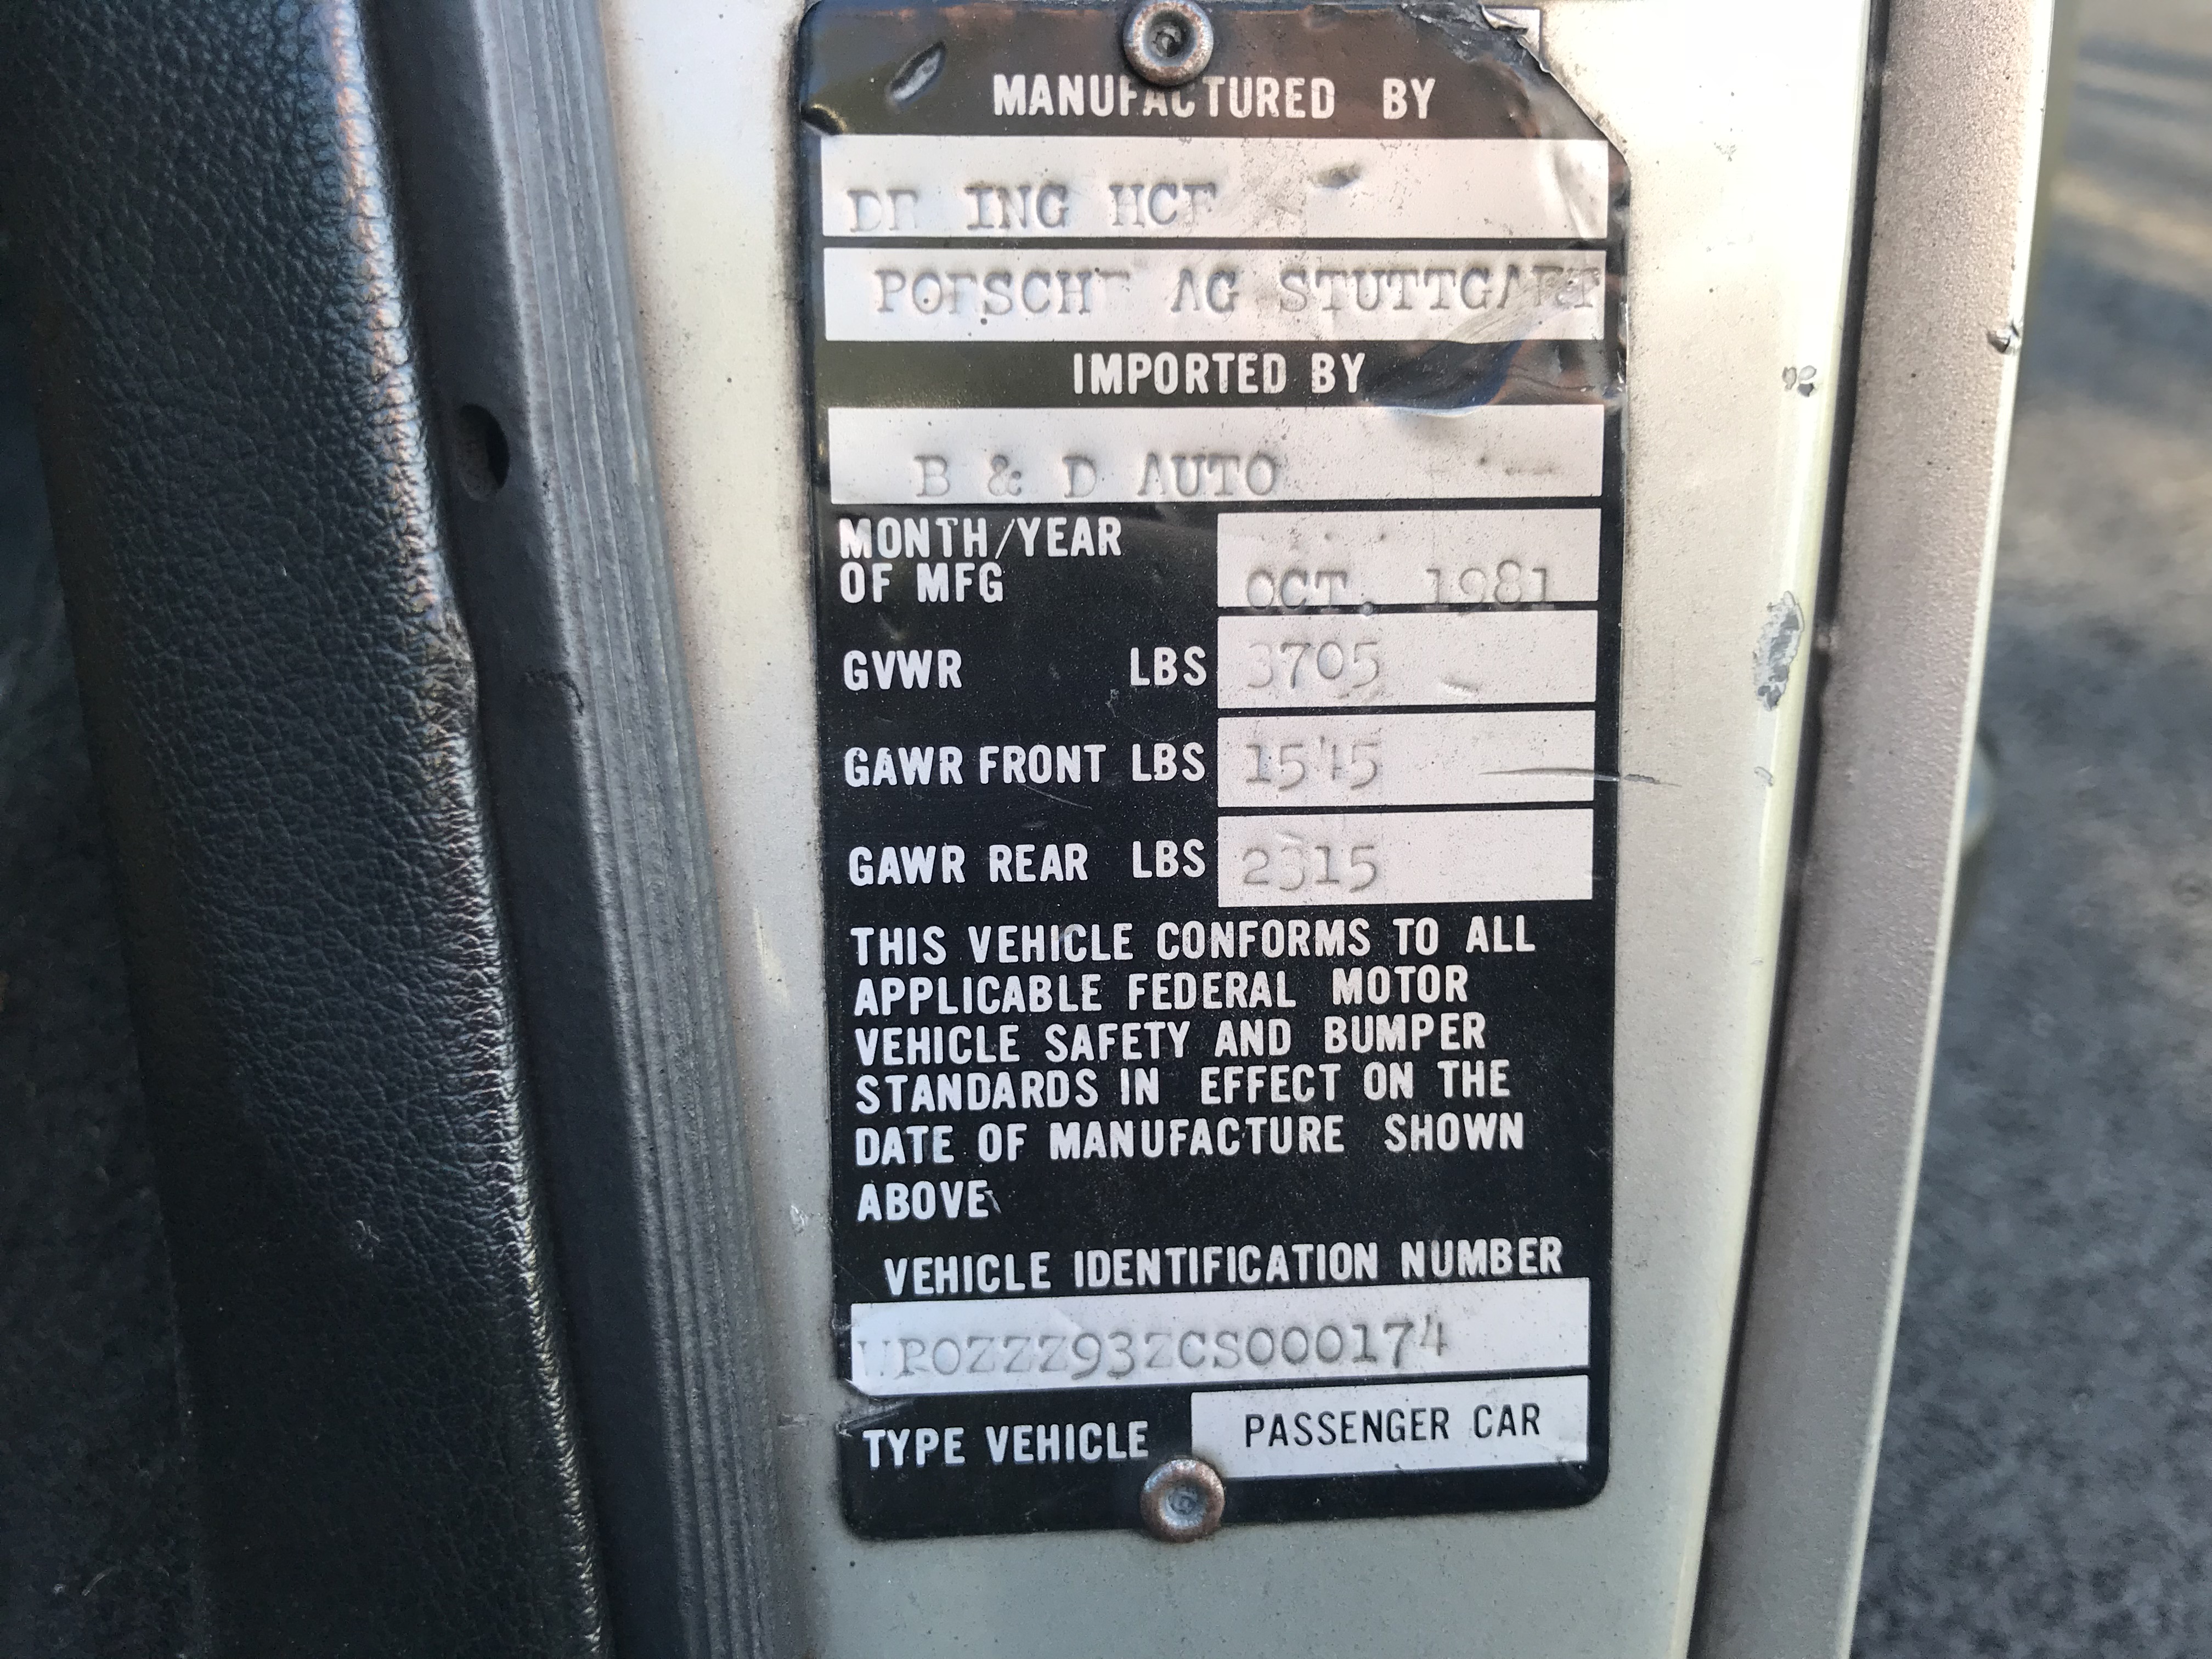 MANUFACTURED BY
DR ING HCF
PORSCHE AG STUTTGART
IMPORTED BY
B & D AUTO
MONTH/YEAR
OF MFG
OCT. 1981
GVWR LBS 3705
GAWR FRONT LBS 1545
GAWR REAR LBS 2315
THIS VEHICLE CONFORMS TO ALL
APPLICABLE FEDERAL MOTOR
VEHICLE SAFETY AND BUMPER
STANDARDS IN EFFECT ON THE
DATE OF MANUFACTURE SHOWN
ABOVE
VEHICLE IDENTIFICATION NUMBER
WPOZZZ93ZCS000174
TYPE VEHICLE PASSENGER CAR